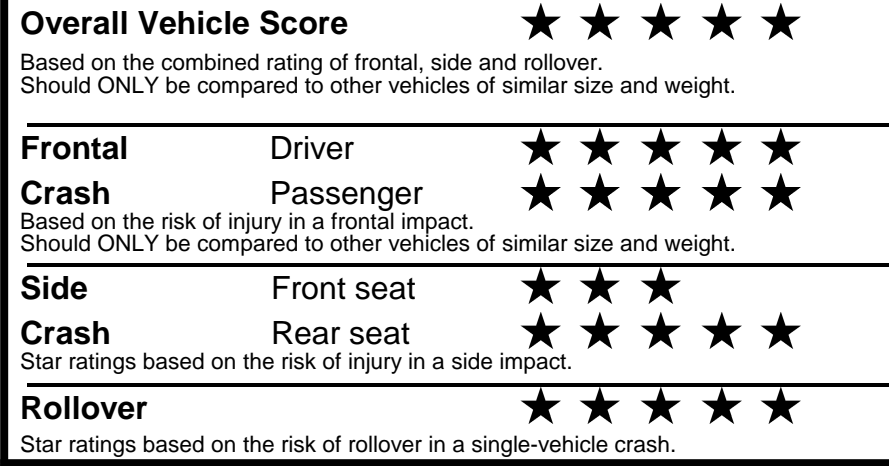 Overall Vehicle Score ★ ★ ★ ★ ★
Based on the combined rating of frontal, side and rollover.
Should ONLY be compared to other vehicles of similar size and weight.
Frontal Driver ★ ★ ★ ★ ★
Crash Passenger ★ ★ ★ ★ ★
Based on the risk of injury in a frontal impact.
Should ONLY be compared to other vehicles of similar size and weight.
Side Front seat ★ ★ ★
Crash Rear seat ★ ★ ★ ★ ★
Star ratings based on the risk of injury in a side impact.
Rollover ★ ★ ★ ★ ★
Star ratings based on the risk of rollover in a single-vehicle crash.